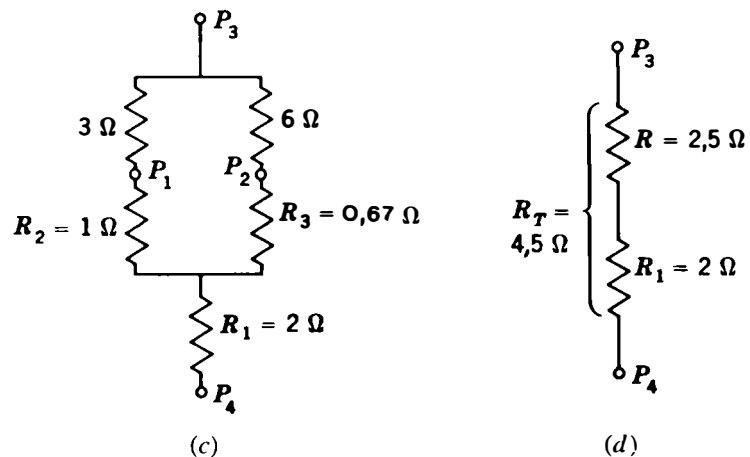 P₃
3 Ω
6 Ω
P₁
P₂
R₂ = 1 Ω
R₃ = 0,67 Ω
R₁ = 2 Ω
P₄
(c)
P₃
R = 2,5 Ω
R_T =
4,5 Ω
R₁ = 2 Ω
P₄
(d)